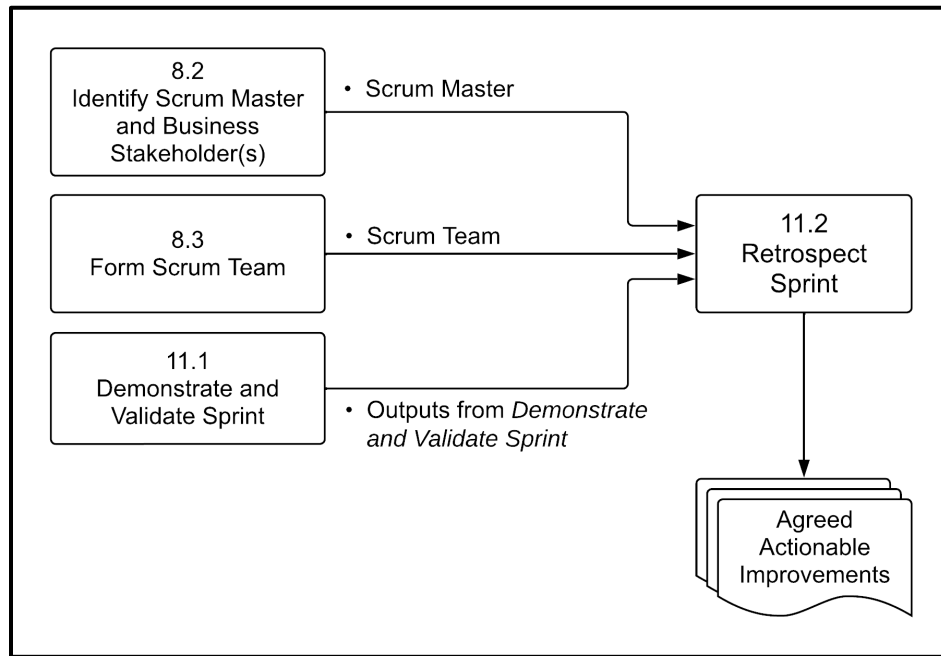 8.2
Identify Scrum Master
and Business
Stakeholder(s)
• Scrum Master
8.3
Form Scrum Team
• Scrum Team
11.2
Retrospect
Sprint
11.1
Demonstrate and
Validate Sprint
• Outputs from Demonstrate
and Validate Sprint
Agreed
Actionable
Improvements